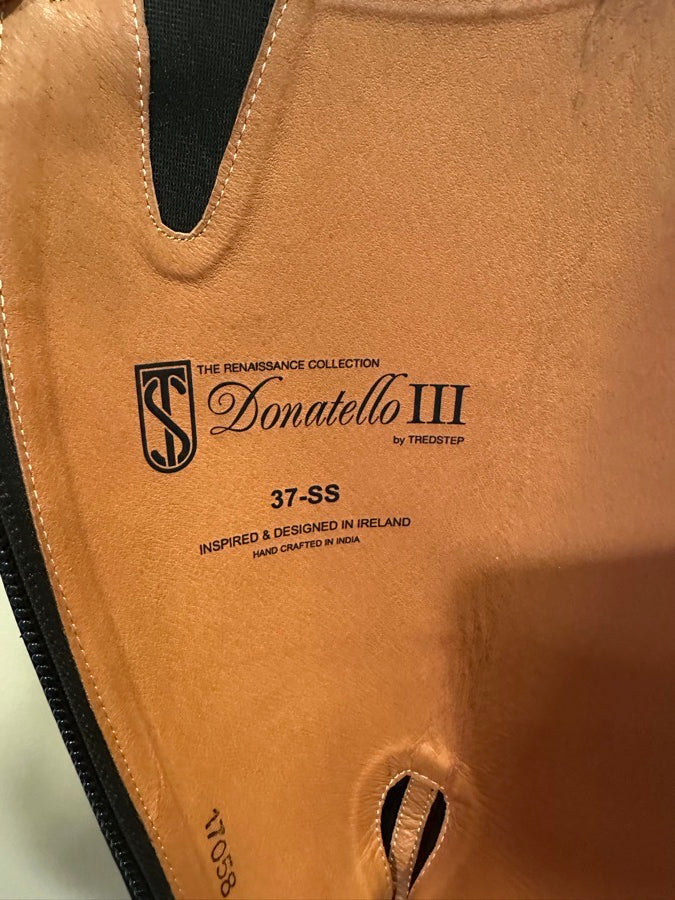 THE RENAISSANCE COLLECTION
TS Donatello III
by TREDSTEP
37-SS
INSPIRED & DESIGNED IN IRELAND
HAND CRAFTED IN INDIA
17058